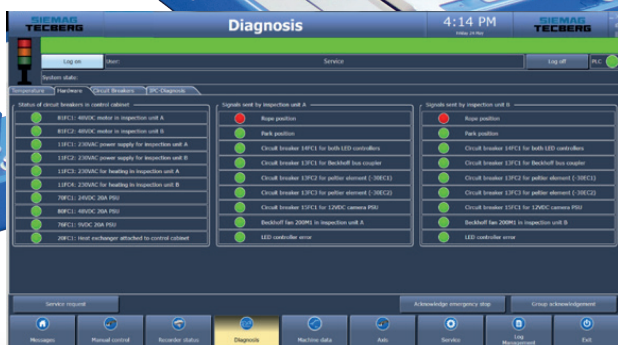 SIEMAG
TECBERG
Diagnosis
4:14 PM
SIEMAG
TECBERG
Log on
User:
Service
Log off
PLC
System state:
Temperature
Hardware
Circuit Breakers
IPC-Diagnosis
Status of circuit breakers in control cabinet
81FC1: 48VDC motor in inspection unit A
81FC2: 48VDC motor in inspection unit B
11FC1: 230VAC power supply for inspection unit A
11FC2: 230VAC power supply for inspection unit B
11FC3: 230VAC for heating in inspection unit A
11FC4: 230VAC for heating in inspection unit B
70FC1: 24VDC 20A PSU
80FC1: 48VDC 20A PSU
76FC1: 9VDC 20A PSU
20FC1: Heat exchanger attached to control cabinet
Signals sent by inspection unit A
Rope position
Park position
Circuit breaker 14FC1 for both LED controllers
Circuit breaker 13FC1 for Beckhoff bus coupler
Circuit breaker 13FC2 for peltier element (-30EC1)
Circuit breaker 13FC3 for peltier element (-30EC2)
Circuit breaker 15FC1 for 12VDC camera PSU
Beckhoff fan 200M1 in inspection unit A
LED controller error
Signals sent by inspection unit B
Rope position
Park position
Circuit breaker 14FC1 for both LED controllers
Circuit breaker 13FC1 for Beckhoff bus coupler
Circuit breaker 13FC2 for peltier element (-30EC1)
Circuit breaker 13FC3 for peltier element (-30EC2)
Circuit breaker 15FC1 for 12VDC camera PSU
Beckhoff fan 200M1 in inspection unit B
LED controller error
Service request
Acknowledge emergency stop
Group acknowledgement
Messages
Manual control
Recorder status
Diagnosis
Machine data
Axis
Service
Log
Management
Exit